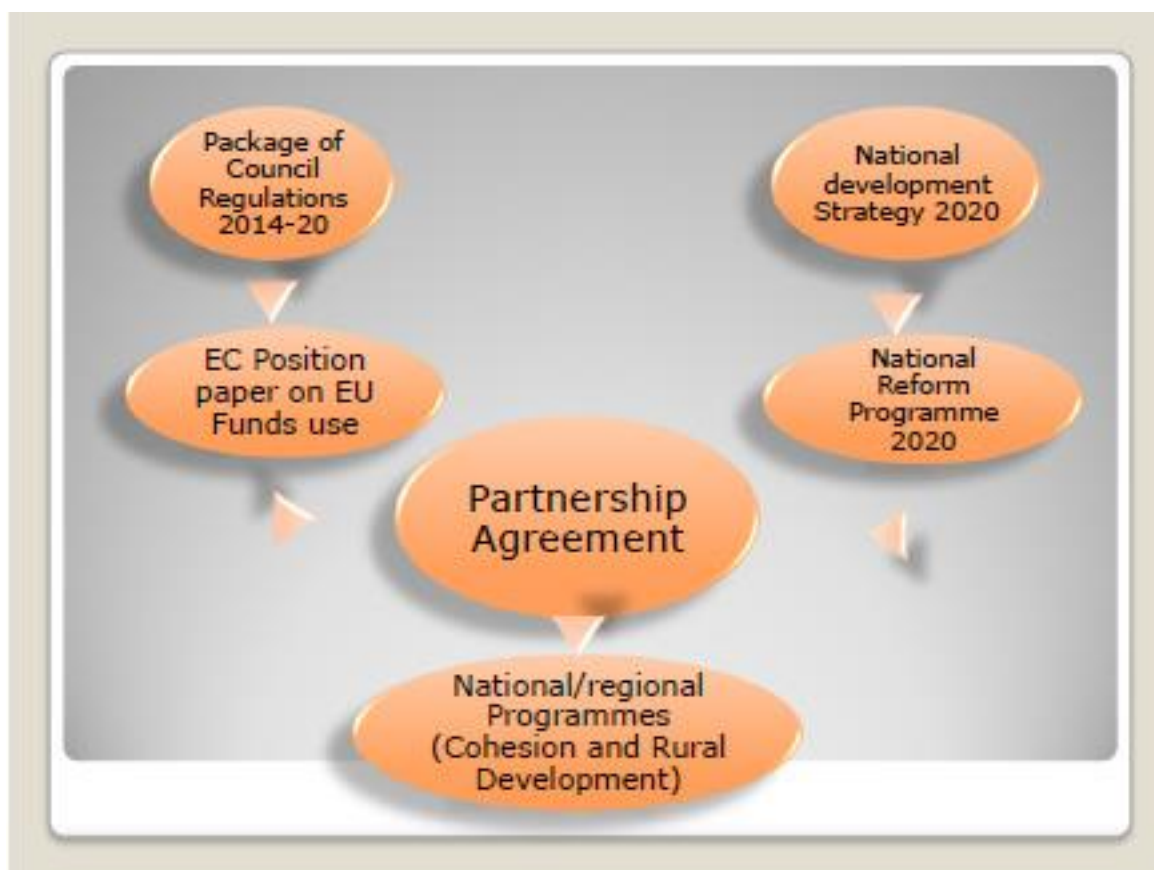 Package of
Council
Regulations
2014-20
EC Position
paper on EU
Funds use
National
development
Strategy 2020
National
Reform
Programme
2020
Partnership
Agreement
National/regional
Programmes
(Cohesion and Rural
Development)